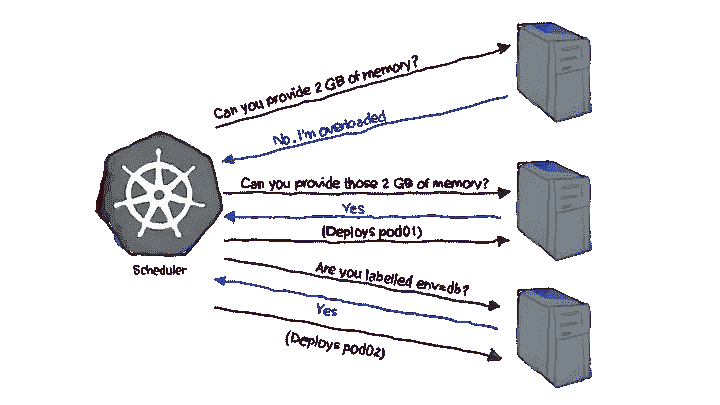 Can you provide 2 GB of memory?
No, I'm overloaded
Can you provide those 2 GB of memory?
Yes
(Deploys pod01)
Scheduler
Are you labelled env=db?
Yes
(Deploys pod02)